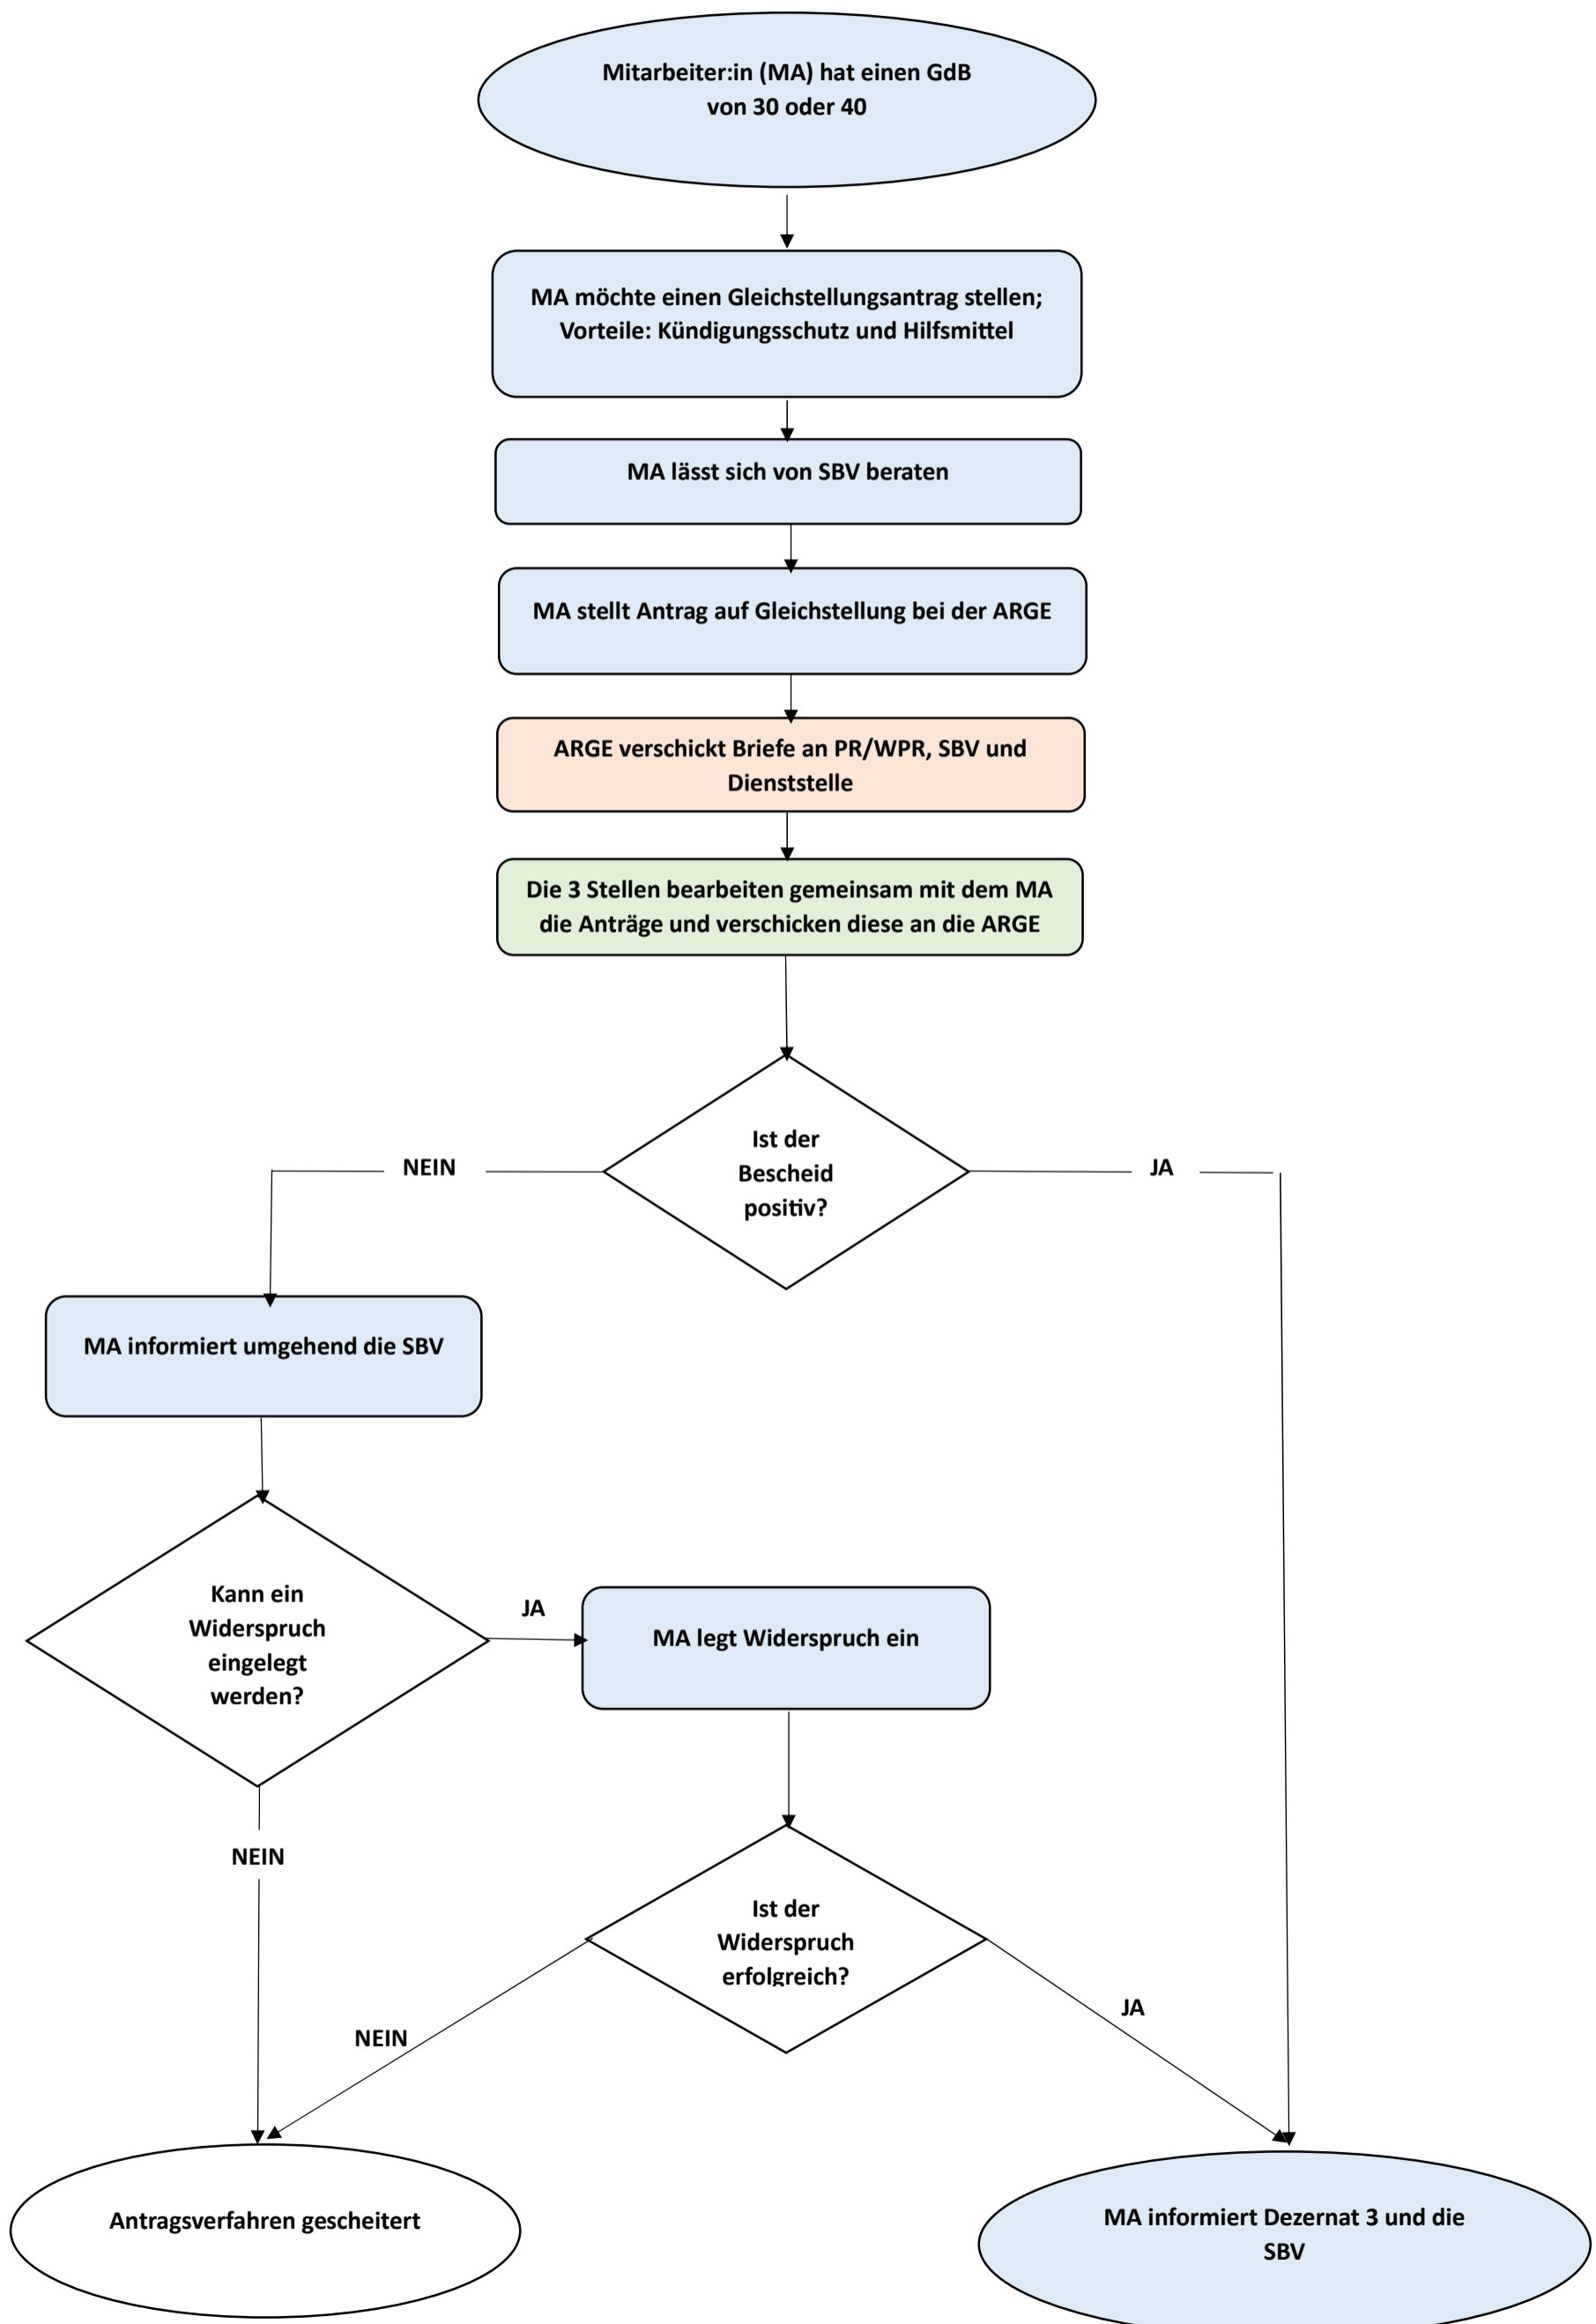 Mitarbeiter:in (MA) hat einen GdB
von 30 oder 40
MA möchte einen Gleichstellungsantrag stellen;
Vorteile: Kündigungsschutz und Hilfsmittel
MA lässt sich von SBV beraten
MA stellt Antrag auf Gleichstellung bei der ARGE
ARGE verschickt Briefe an PR/WPR, SBV und
Dienststelle
Die 3 Stellen bearbeiten gemeinsam mit dem MA
die Anträge und verschicken diese an die ARGE
Ist der
Bescheid
positiv?
NEIN
JA
MA informiert umgehend die SBV
Kann ein
Widerspruch
eingelegt
werden?
JA
MA legt Widerspruch ein
NEIN
Ist der
Widerspruch
erfolgreich?
NEIN
JA
Antragsverfahren gescheitert
MA informiert Dezernat 3 und die
SBV